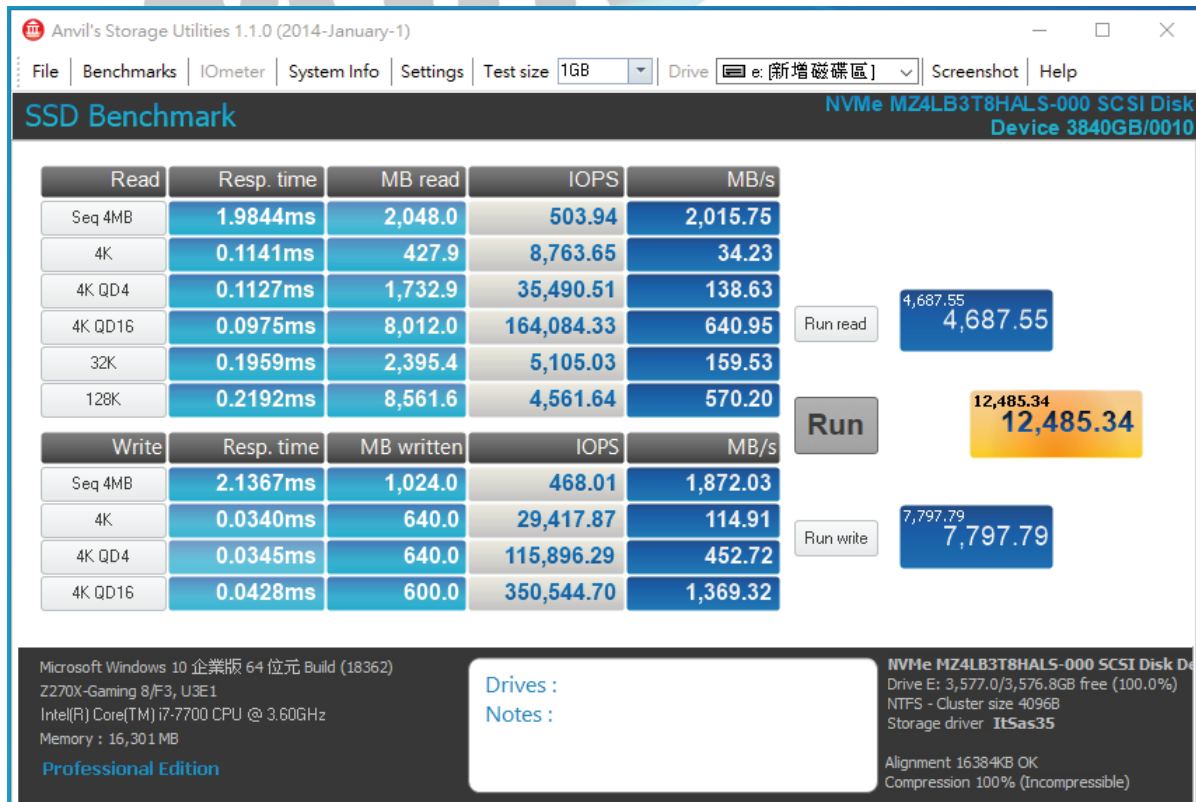 Anvil's Storage Utilities 1.1.0 (2014-January-1)
File Benchmarks IOmeter System Info Settings Test size 1GB Drive e: [新增磁碟區] Screenshot Help
SSD Benchmark
NVMe MZ4LB3T8HALS-000 SCSI Disk
Device 3840GB/0010
Read Resp. time MB read IOPS MB/s
Seq 4MB 1.9844ms 2,048.0 503.94 2,015.75
4K 0.1141ms 427.9 8,763.65 34.23
4K QD4 0.1127ms 1,732.9 35,490.51 138.63
4K QD16 0.0975ms 8,012.0 164,084.33 640.95
32K 0.1959ms 2,395.4 5,105.03 159.53
128K 0.2192ms 8,561.6 4,561.64 570.20
Run read
4,687.55
4,687.55
Run
12,485.34
12,485.34
Write Resp. time MB written IOPS MB/s
Seq 4MB 2.1367ms 1,024.0 468.01 1,872.03
4K 0.0340ms 640.0 29,417.87 114.91
4K QD4 0.0345ms 640.0 115,896.29 452.72
4K QD16 0.0428ms 600.0 350,544.70 1,369.32
Run write
7,797.79
7,797.79
Microsoft Windows 10 企業版 64 位元 Build (18362)
Z270X-Gaming 8/F3, U3E1
Intel(R) Core(TM) i7-7700 CPU @ 3.60GHz
Memory : 16,301 MB
Professional Edition
Drives :
Notes :
NVMe MZ4LB3T8HALS-000 SCSI Disk De
Drive E: 3,577.0/3,576.8GB free (100.0%)
NTFS - Cluster size 4096B
Storage driver ItSas35
Alignment 16384KB OK
Compression 100% (Incompressible)